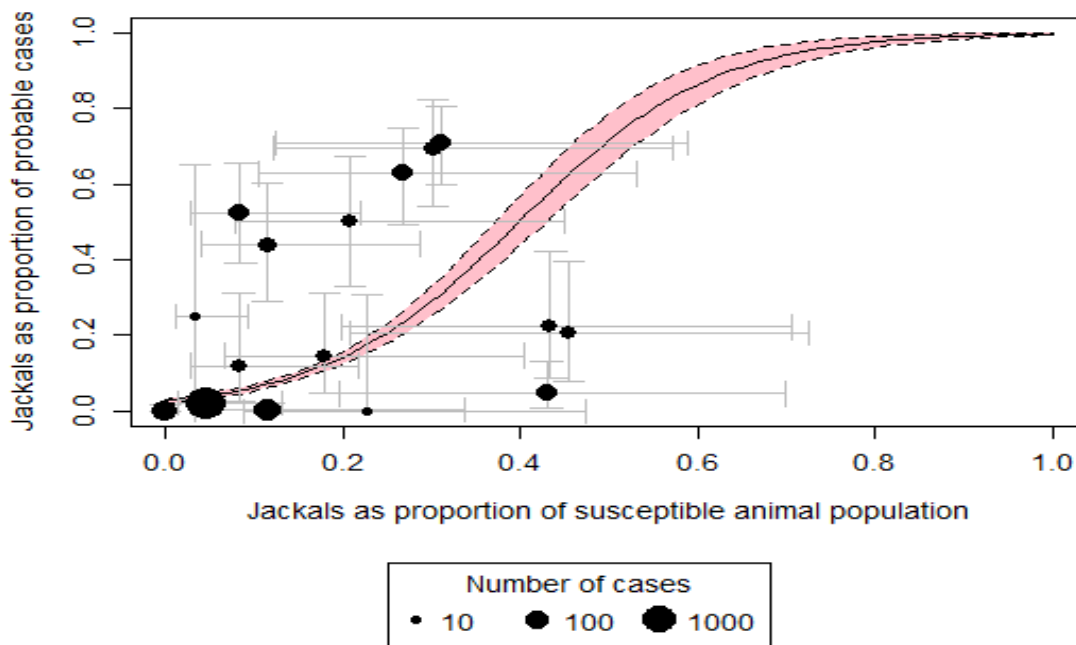 Jackals as proportion of probable cases
1.0
0.8
0.6
0.4
0.2
0.0
0.0 0.2 0.4 0.6 0.8 1.0
Jackals as proportion of susceptible animal population
Number of cases
10 100 1000